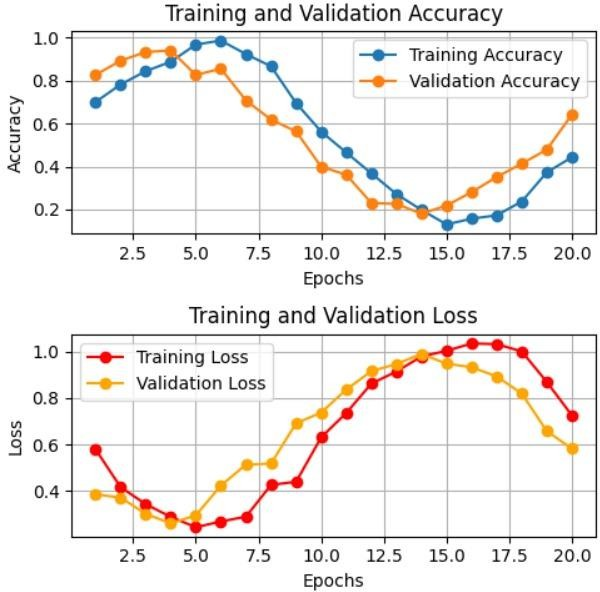 Training and Validation Accuracy
1.0
0.8
0.6
0.4
0.2
Accuracy
Training Accuracy
Validation Accuracy
2.5 5.0 7.5 10.0 12.5 15.0 17.5 20.0
Epochs
Training and Validation Loss
1.0
0.8
0.6
0.4
Loss
Training Loss
Validation Loss
2.5 5.0 7.5 10.0 12.5 15.0 17.5 20.0
Epochs